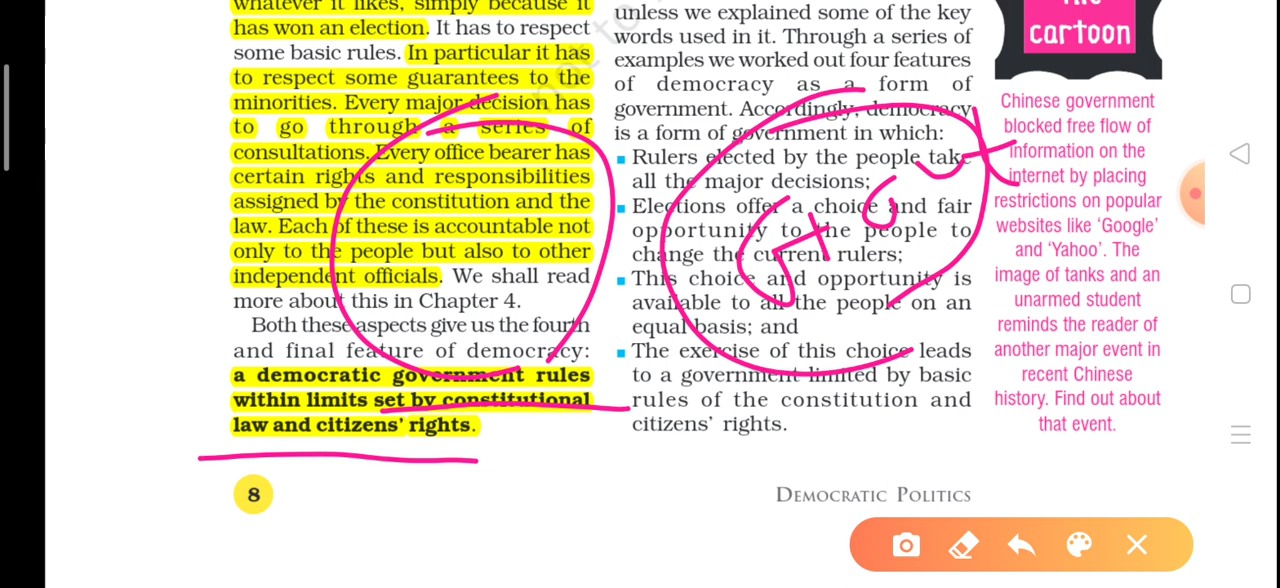 whatever it likes, simply because it
has won an election. It has to respect
some basic rules. In particular it has
to respect some guarantees to the
minorities. Every major decision has
to go through a series of
consultations. Every office bearer has
certain rights and responsibilities
assigned by the constitution and the
law. Each of these is accountable not
only to the people but also to other
independent officials. We shall read
more about this in Chapter 4.
Both these aspects give us the fourth
and final feature of democracy:
a democratic government rules
within limits set by constitutional
law and citizens' rights.
8
unless we explained some of the key
words used in it. Through a series of
examples we worked out four features
of democracy as a form of
government. Accordingly, democracy
is a form of government in which:
Rulers elected by the people take
all the major decisions;
Elections offer a choice and fair
opportunity to the people to
change the current rulers;
This choice and opportunity is
available to all the people on an
equal basis; and
The exercise of this choice leads
to a government limited by basic
rules of the constitution and
citizens' rights.
DEMOCRATIC POLITICS
the
cartoon
Chinese government
blocked free flow of
information on the
internet by placing
restrictions on popular
websites like 'Google'
and 'Yahoo'. The
image of tanks and an
unarmed student
reminds the reader of
another major event in
recent Chinese
history. Find out about
that event.